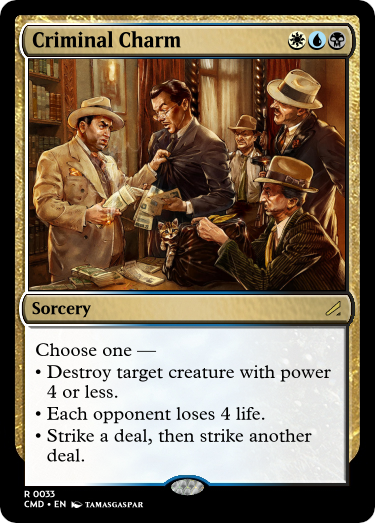 Criminal Charm
Sorcery
Choose one —
• Destroy target creature with power
4 or less.
• Each opponent loses 4 life.
• Strike a deal, then strike another
deal.
R 0033
CMD • EN TAMASGASPAR